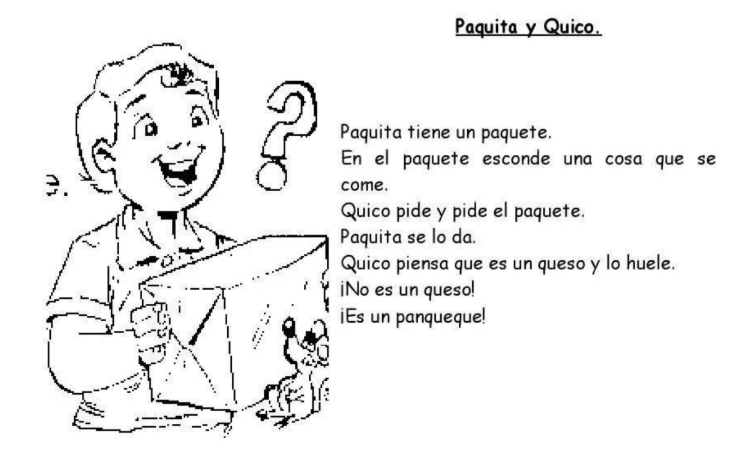 Paquita y Quico.
?
Paquita tiene un paquete.
En el paquete esconde una cosa que se
come.
Quico pide y pide el paquete.
Paquita se lo da.
Quico piensa que es un queso y lo huele.
¡No es un queso!
¡Es un panqueque!